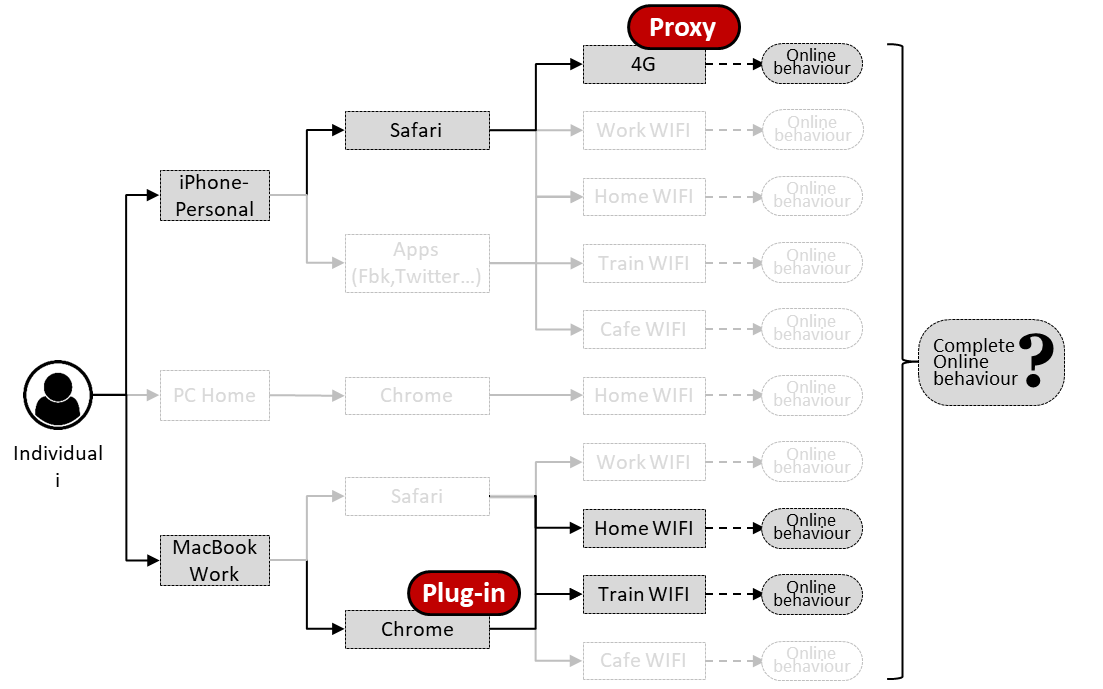 Proxy
4G
Online
behaviour
Safari
Work WIFI
Online
behaviour
iPhone-
Personal
Home WIFI
Online
behaviour
Apps
(Fbk,Twitter...)
Train WIFI
Online
behaviour
Cafe WIFI
Online
behaviour
Complete
Online
behaviour
?
PC Home
Chrome
Home WIFI
Online
behaviour
Individual
i
Safari
Work WIFI
Online
behaviour
Home WIFI
Online
behaviour
MacBook
Work
Plug-in
Chrome
Train WIFI
Online
behaviour
Cafe WIFI
Online
behaviour